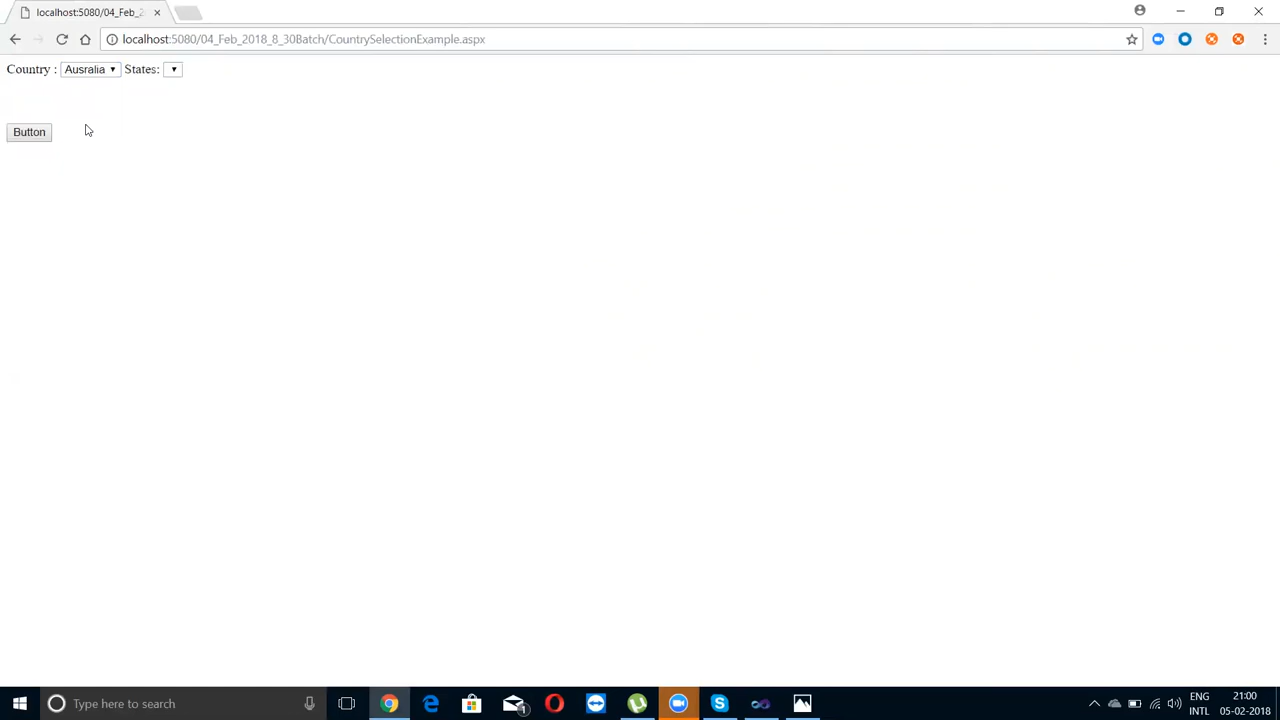 localhost:5080/04_Feb_2
localhost:5080/04_Feb_2018_8_30Batch/CountrySelectionExample.aspx
Country : Ausralia States:
Button
Type here to search
1
ENG
INTL
21:00
05-02-2018